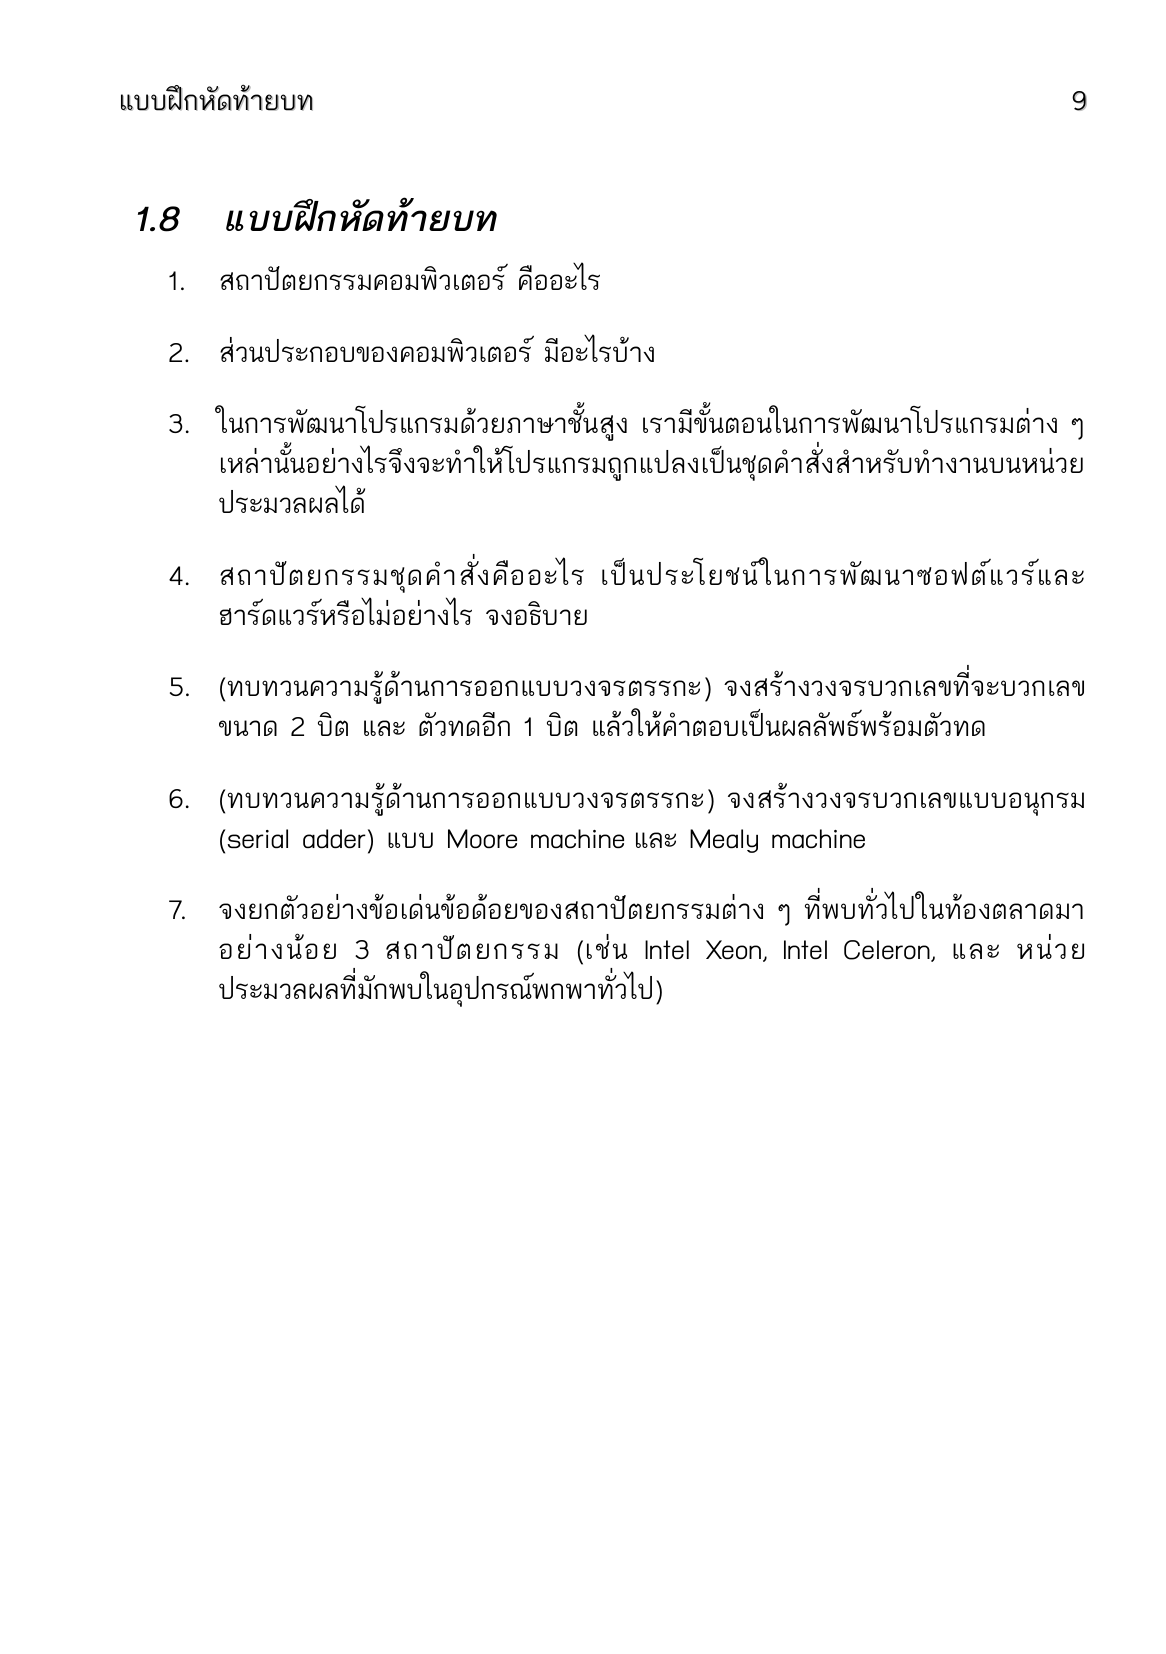 แบบฝึกหัดท้ายบท 9
1.8 แบบฝึกหัดท้ายบท
1. สถาปัตยกรรมคอมพิวเตอร์ คืออะไร
2. ส่วนประกอบของคอมพิวเตอร์ มีอะไรบ้าง
3. ในการพัฒนาโปรแกรมด้วยภาษาชั้นสูง เรามีขั้นตอนในการพัฒนาโปรแกรมต่าง ๆ
เหล่านั้นอย่างไรจึงจะทำให้โปรแกรมถูกแปลงเป็นชุดคำสั่งสำหรับทำงานบนหน่วย
ประมวลผลได้
4. สถาปัตยกรรมชุดคำสั่งคืออะไร เป็นประโยชน์ในการพัฒนาซอฟต์แวร์และ
ฮาร์ดแวร์หรือไม่อย่างไร จงอธิบาย
5. (ทบทวนความรู้ด้านการออกแบบวงจรตรรกะ) จงสร้างวงจรบวกเลขที่จะบวกเลข
ขนาด 2 บิต และ ตัวทดอีก 1 บิต แล้วให้คำตอบเป็นผลลัพธ์พร้อมตัวทด
6. (ทบทวนความรู้ด้านการออกแบบวงจรตรรกะ) จงสร้างวงจรบวกเลขแบบอนุกรม
(serial adder) แบบ Moore machine และ Mealy machine
7. จงยกตัวอย่างข้อเด่นข้อด้อยของสถาปัตยกรรมต่าง ๆ ที่พบทั่วไปในท้องตลาดมา
อย่างน้อย 3 สถาปัตยกรรม (เช่น Intel Xeon, Intel Celeron, และ หน่วย
ประมวลผลที่มักพบในอุปกรณ์พกพาทั่วไป)